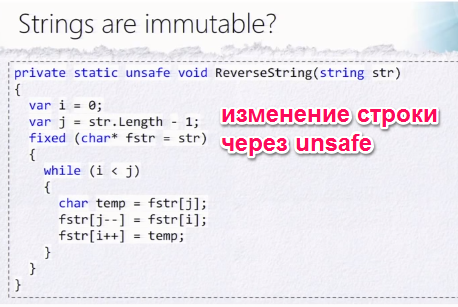 Strings are immutable?
private static unsafe void ReverseString(string str)
{
var i = 0;
var j = str.Length - 1;
fixed (char* fstr = str)
{
while (i < j)
{
char temp = fstr[j];
fstr[j--] = fstr[i];
fstr[i++] = temp;
}
}
}
изменение строки
через unsafe